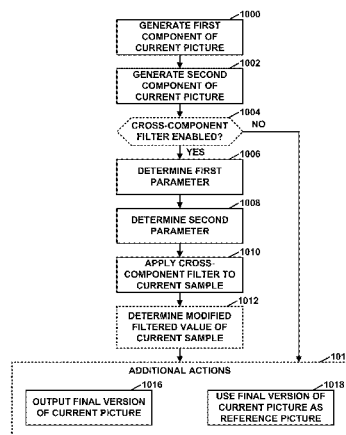 1000
GENERATE FIRST
COMPONENT OF
CURRENT PICTURE
1002
GENERATE SECOND
COMPONENT OF
CURRENT PICTURE
1004
CROSS-COMPONENT
FILTER ENABLED?
NO
YES
1006
DETERMINE FIRST
PARAMETER
1008
DETERMINE SECOND
PARAMETER
1010
APPLY CROSS-
COMPONENT FILTER TO
CURRENT SAMPLE
1012
DETERMINE MODIFIED
FILTERED VALUE OF
CURRENT SAMPLE
101
ADDITIONAL ACTIONS
1016
OUTPUT FINAL VERSION
OF CURRENT PICTURE
1018
USE FINAL VERSION OF
CURRENT PICTURE AS
REFERENCE PICTURE